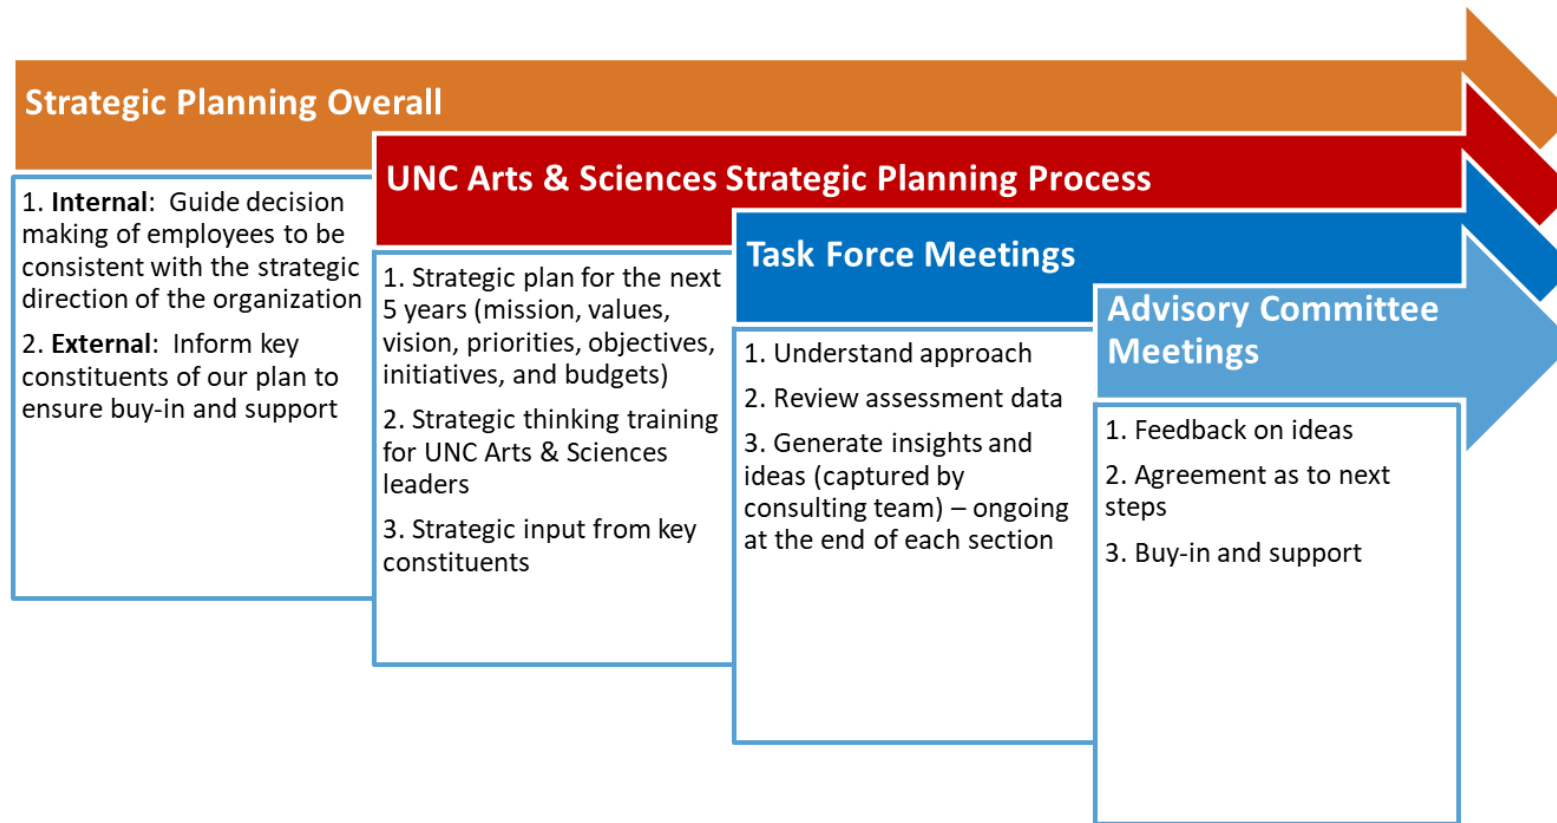 Strategic Planning Overall
1. Internal:  Guide decision
making of employees to be
consistent with the strategic
direction of the organization
2. External:  Inform key
constituents of our plan to
ensure buy-in and support
UNC Arts & Sciences Strategic Planning Process
1. Strategic plan for the next
5 years (mission, values,
vision, priorities, objectives,
initiatives, and budgets)
2. Strategic thinking training
for UNC Arts & Sciences
leaders
3. Strategic input from key
constituents
Task Force Meetings
1. Understand approach
2. Review assessment data
3. Generate insights and
ideas (captured by
consulting team) – ongoing
at the end of each section
Advisory Committee
Meetings
1. Feedback on ideas
2. Agreement as to next
steps
3. Buy-in and support